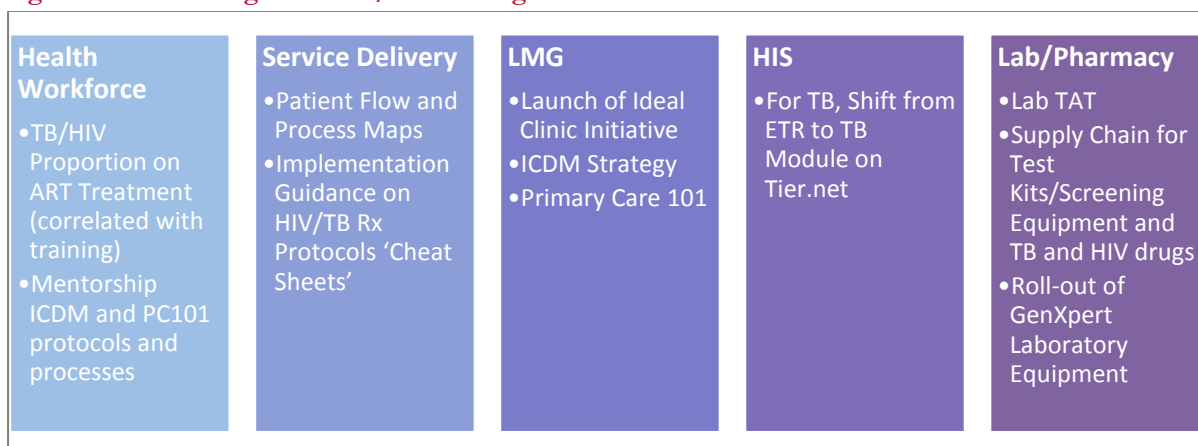 Health
Workforce
•TB/HIV
Proportion on
ART Treatment
(correlated with
training)
•Mentorship
ICDM and PC101
protocols and
processes
Service Delivery
•Patient Flow and
Process Maps
•Implementation
Guidance on
HIV/TB Rx
Protocols ‘Cheat
Sheets’
LMG
•Launch of Ideal
Clinic Initiative
•ICDM Strategy
•Primary Care 101
HIS
•For TB, Shift from
ETR to TB
Module on
Tier.net
Lab/Pharmacy
•Lab TAT
•Supply Chain for
Test
Kits/Screening
Equipment and
TB and HIV drugs
•Roll-out of
GenXpert
Laboratory
Equipment